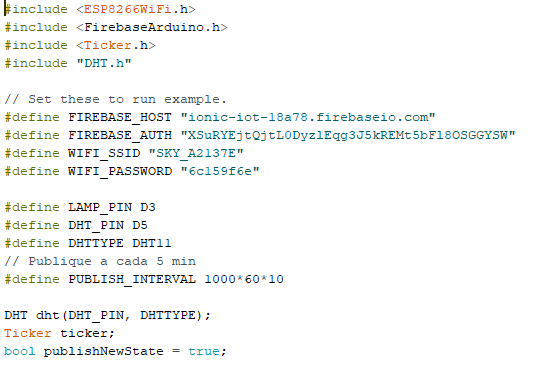 #include <ESP8266WiFi.h>
#include <FirebaseArduino.h>
#include <Ticker.h>
#include "DHT.h"
// Set these to run example.
#define FIREBASE_HOST "ionic-iot-18a78.firebaseio.com"
#define FIREBASE_AUTH "XSuRYEjtQjtL0DyzlEqg3J5kREMt5bFl8OSGGYSW"
#define WIFI_SSID "SKY_A2137E"
#define WIFI_PASSWORD "6c159f6e"
#define LAMP_PIN D3
#define DHT_PIN D5
#define DHTTYPE DHT11
// Publique a cada 5 min
#define PUBLISH_INTERVAL 1000*60*10
DHT dht(DHT_PIN, DHTTYPE);
Ticker ticker;
bool publishNewState = true;